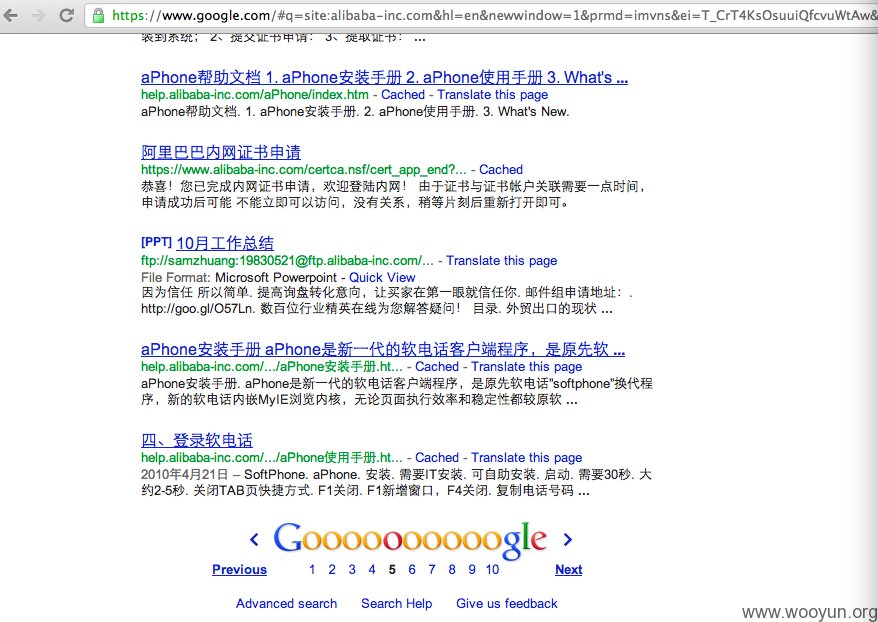 https://www.google.com/#q=site:alibaba-inc.com&hl=en&newwindow=1&prmd=imvns&ei=T_CrT4KsOsuuiQfcvuWtAw&
装到系统； 2、提交证书申请： 3、提取证书： ...
aPhone帮助文档 1. aPhone安装手册 2. aPhone使用手册 3. What's ...
help.alibaba-inc.com/aPhone/index.htm - Cached - Translate this page
aPhone帮助文档. 1. aPhone安装手册. 2. aPhone使用手册. 3. What's New.
阿里巴巴内网证书申请
https://www.alibaba-inc.com/certca.nsf/cert_app_end?... - Cached
恭喜！您已完成内网证书申请，欢迎登陆内网！ 由于证书与证书帐户关联需要一点时间，
申请成功后可能 不能立即可以访问，没有关系，稍等片刻后重新打开即可。
[PPT] 10月工作总结
ftp://samzhuang:19830521@ftp.alibaba-inc.com/... - Translate this page
File Format: Microsoft Powerpoint - Quick View
因为信任 所以简单. 提高询盘转化意向，让买家在第一眼就信任你. 邮件组申请地址：.
http://goo.gl/O57Ln. 数百位行业精英在线为您解答疑问！ 目录. 外贸出口的现状 ...
aPhone安装手册 aPhone是新一代的软电话客户端程序，是原先软 ...
help.alibaba-inc.com/.../aPhone安装手册.ht... - Cached - Translate this page
aPhone安装手册. aPhone是新一代的软电话客户端程序，是原先软电话"softphone"换代程
序，新的软电话内嵌MyIE浏览内核，无论页面执行效率和稳定性都较原软 ...
四、登录软电话
help.alibaba-inc.com/.../aPhone使用手册.ht... - Cached - Translate this page
2010年4月21日 – SoftPhone. aPhone. 安装. 需要IT安装. 可自助安装. 启动. 需要30秒. 大
约2-5秒. 关闭TAB页快捷方式. F1关闭. F1新增窗口，F4关闭. 复制电话号码 ...
Goooooooooogle
Previous 1 2 3 4 5 6 7 8 9 10 Next
Advanced search Search Help Give us feedback
www.wooyun.org